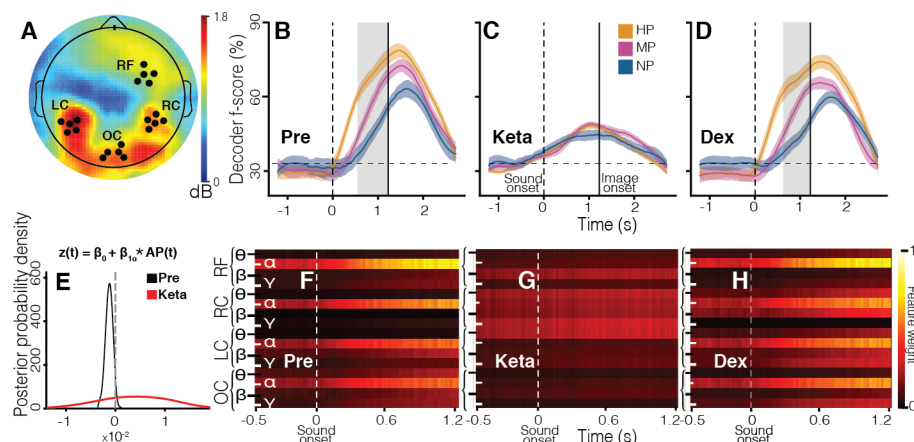 A
RF
LC
RC
OC
1.8
0
dB
B
Decoder f-score (%)
90
60
30
Pre
-1
0
1
2
C
HP
MP
NP
Keta
Sound
onset
Image
onset
-1
0
1
2
Time (s)
D
Dex
-1
0
1
2
z(t) = β₀ + β₁α* AP(t)
E
Pre
Keta
Posterior probability density
600
400
200
0
-1
0
1
x10⁻²
RF
RC
LC
OC
θ
α
β
γ
θ
α
β
γ
θ
α
β
γ
θ
α
β
γ
F
Pre
-0.5
0
0.6
1.2
Sound
onset
G
Keta
-0.5
0
0.6
1.2
Sound
onset
Time (s)
H
Dex
-0.5
0
0.6
1.2
Sound
onset
1
0
Feature weight